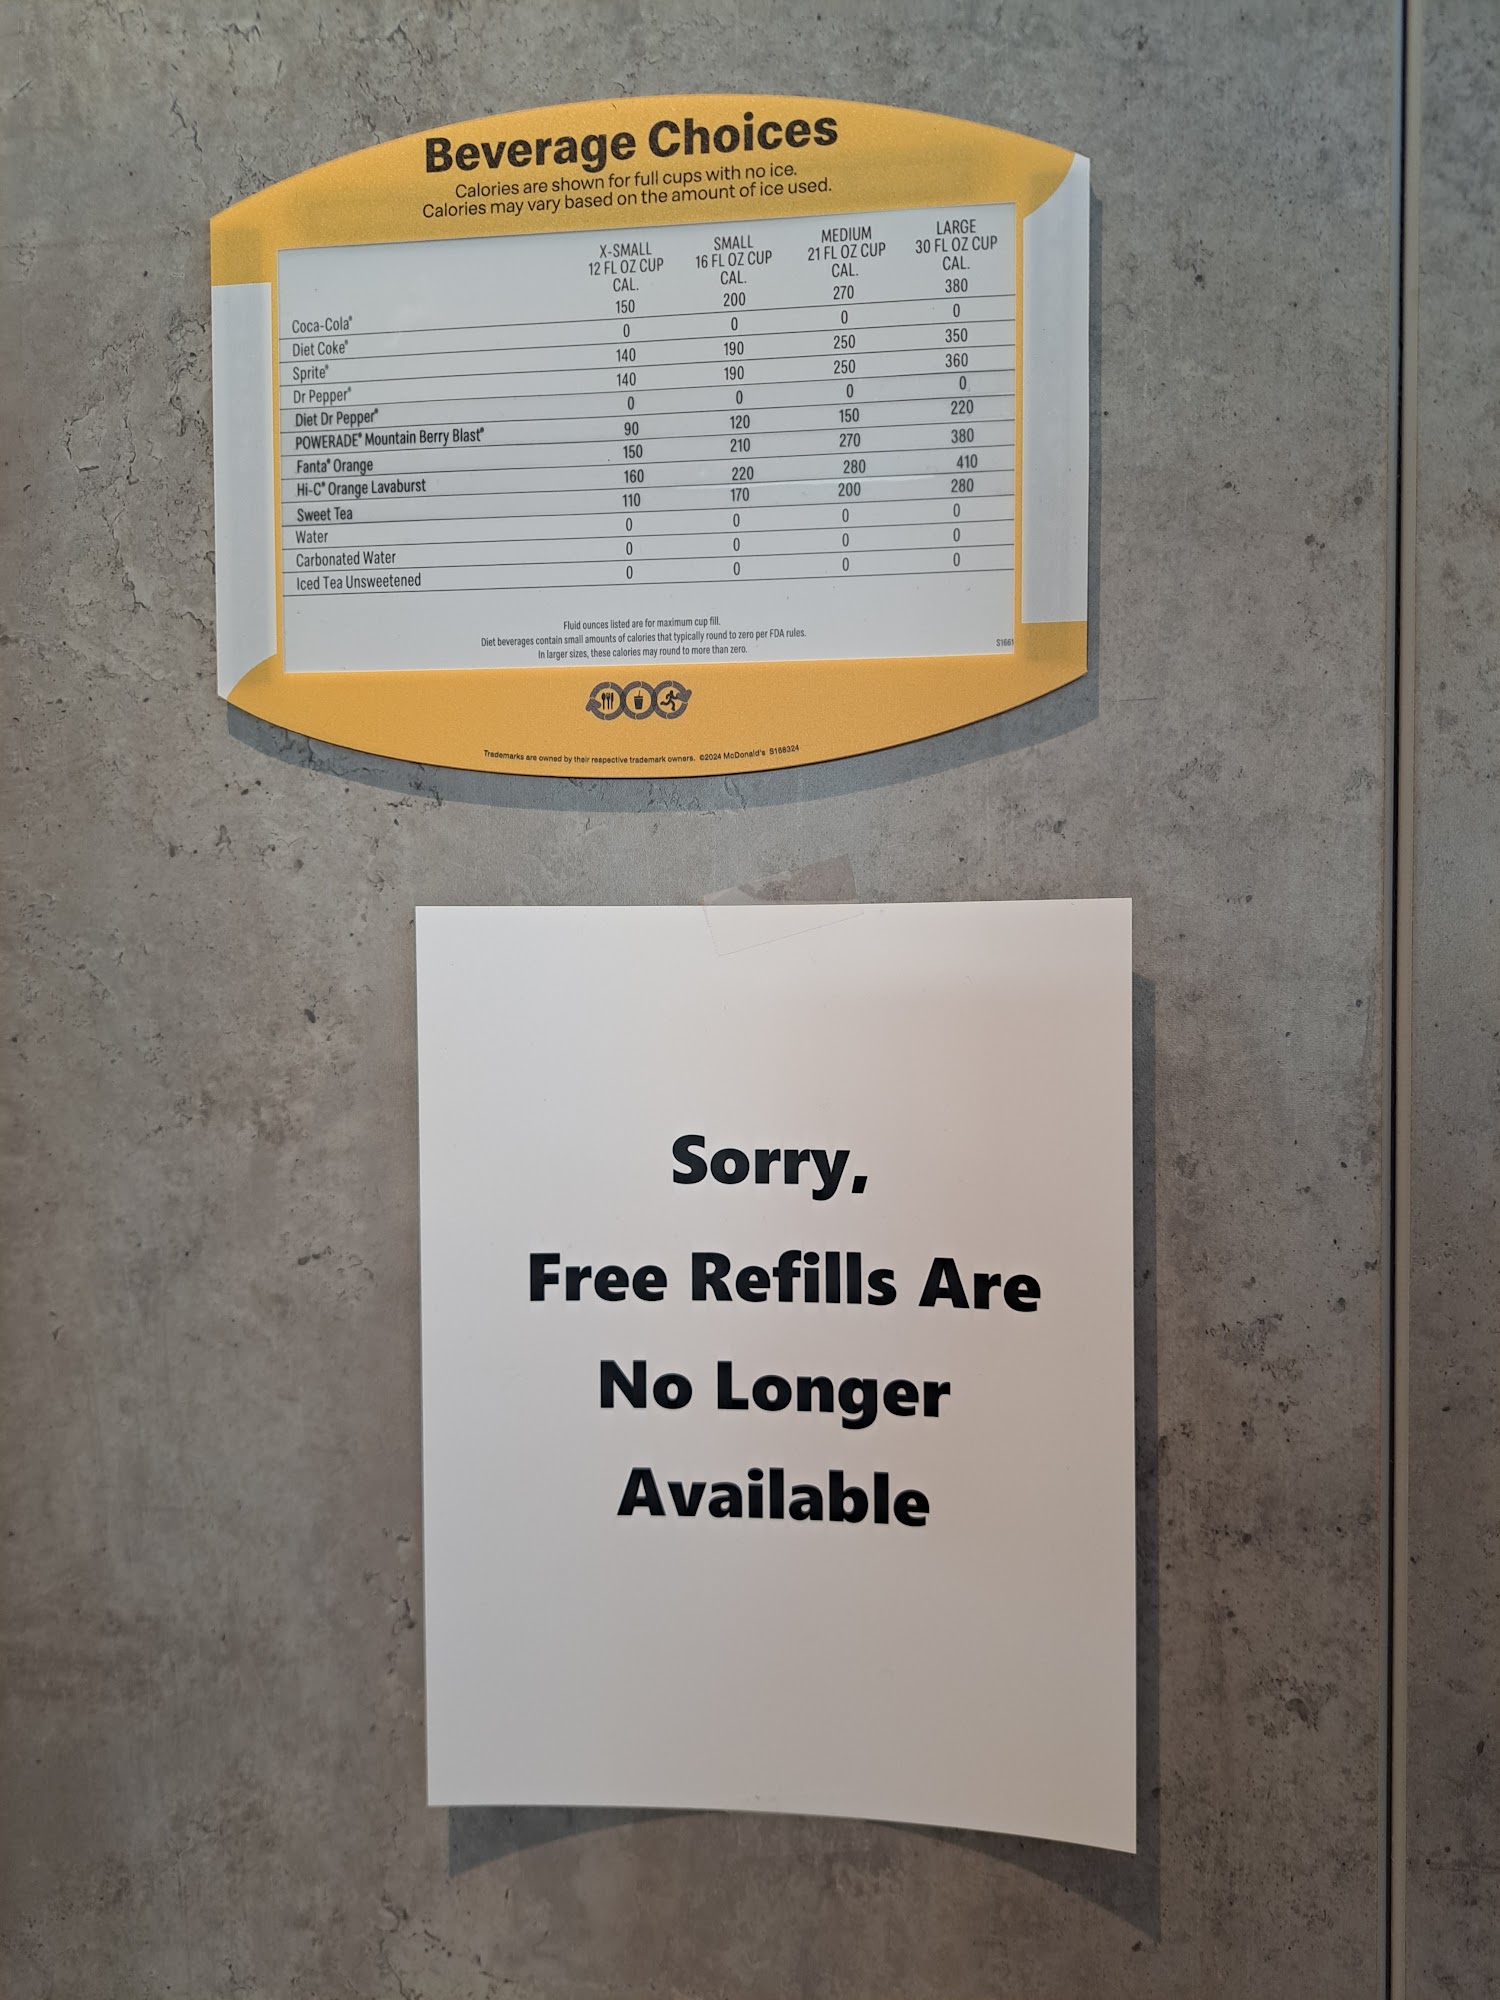 Beverage Choices
Calories are shown for full cups with no ice.
Calories may vary based on the amount of ice used.
X-SMALL 12 FL OZ CUP CAL. SMALL 16 FL OZ CUP CAL. MEDIUM 21 FL OZ CUP CAL. LARGE 30 FL OZ CUP CAL.
Coca-Cola® 150 200 270 380
Diet Coke® 0 0 0 0
Sprite® 140 190 250 350
Dr Pepper® 140 190 250 360
Diet Dr Pepper® 0 0 0 0
POWERADE® Mountain Berry Blast® 90 120 150 220
Fanta® Orange 150 210 270 380
Hi-C® Orange Lavaburst 160 220 280 410
Sweet Tea 110 170 200 280
Water 0 0 0 0
Carbonated Water 0 0 0 0
Iced Tea Unsweetened 0 0 0 0
Fluid ounces listed are for maximum cup fill.
Diet beverages contain small amounts of calories that typically round to zero per FDA rules.
In larger sizes, these calories may round to more than zero.
S1661
Trademarks are owned by their respective trademark owners. ©2024 McDonald's S168324
Sorry,
Free Refills Are
No Longer
Available